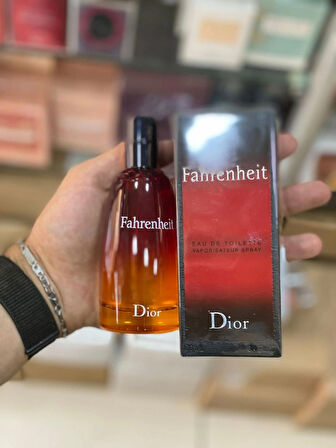 Fahrenheit
Dior
Fahrenheit
EAU DE TOILETTE
VAPORISATEUR SPRAY
Dior